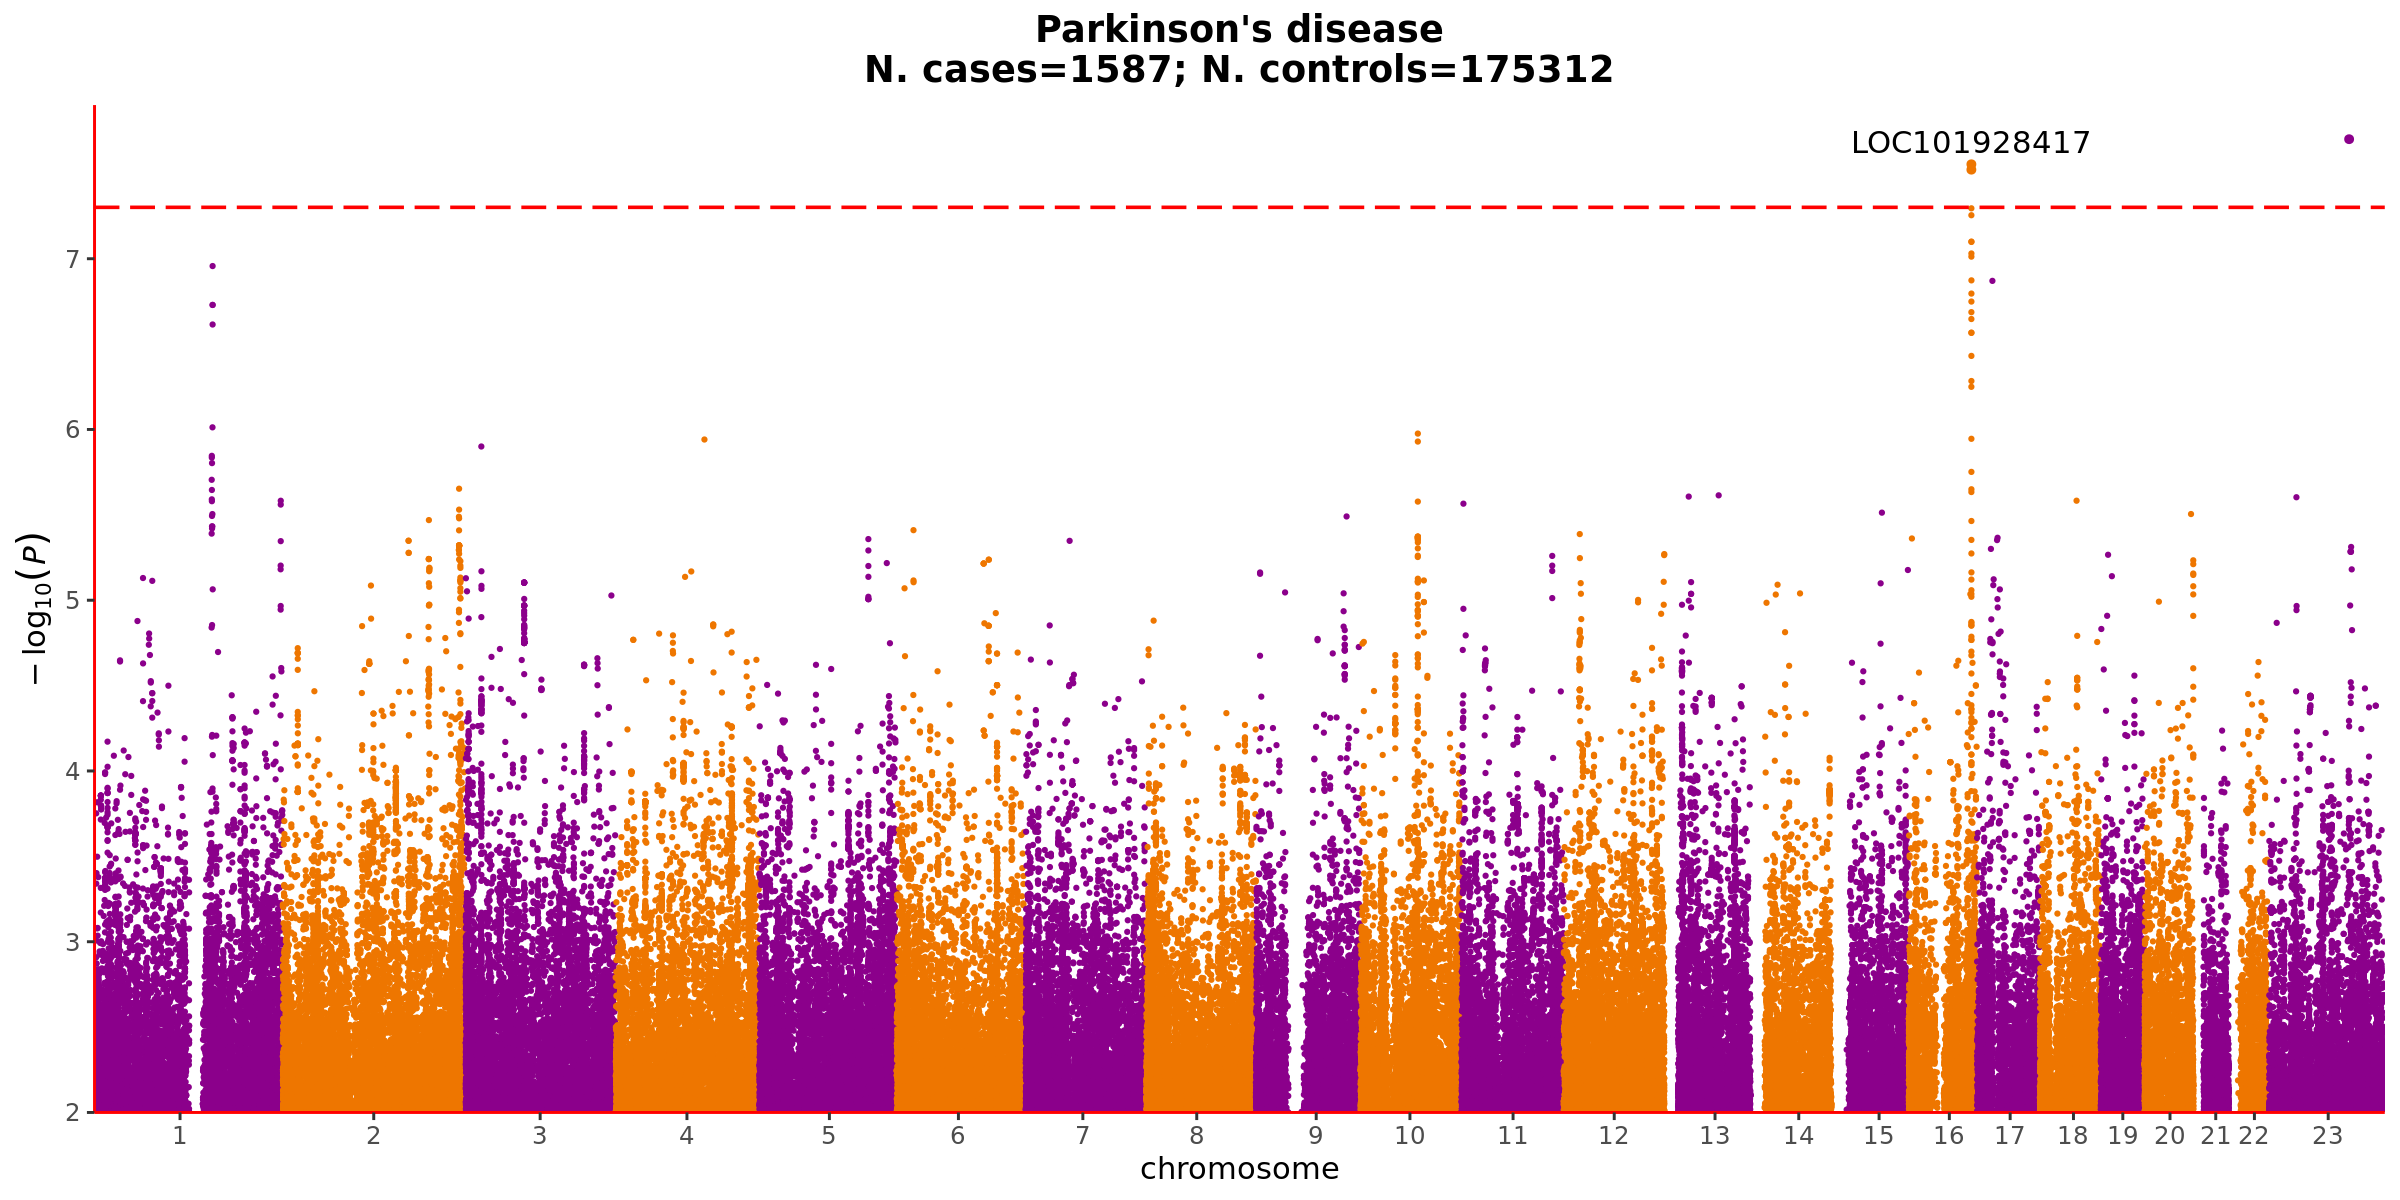 Parkinson's disease
N. cases=1587; N. controls=175312
LOC101928417
7
6
5
4
3
2
−log10(P)
1 2 3 4 5 6 7 8 9 10 11 12 13 14 15 16 17 18 19 20 21 22 23
chromosome